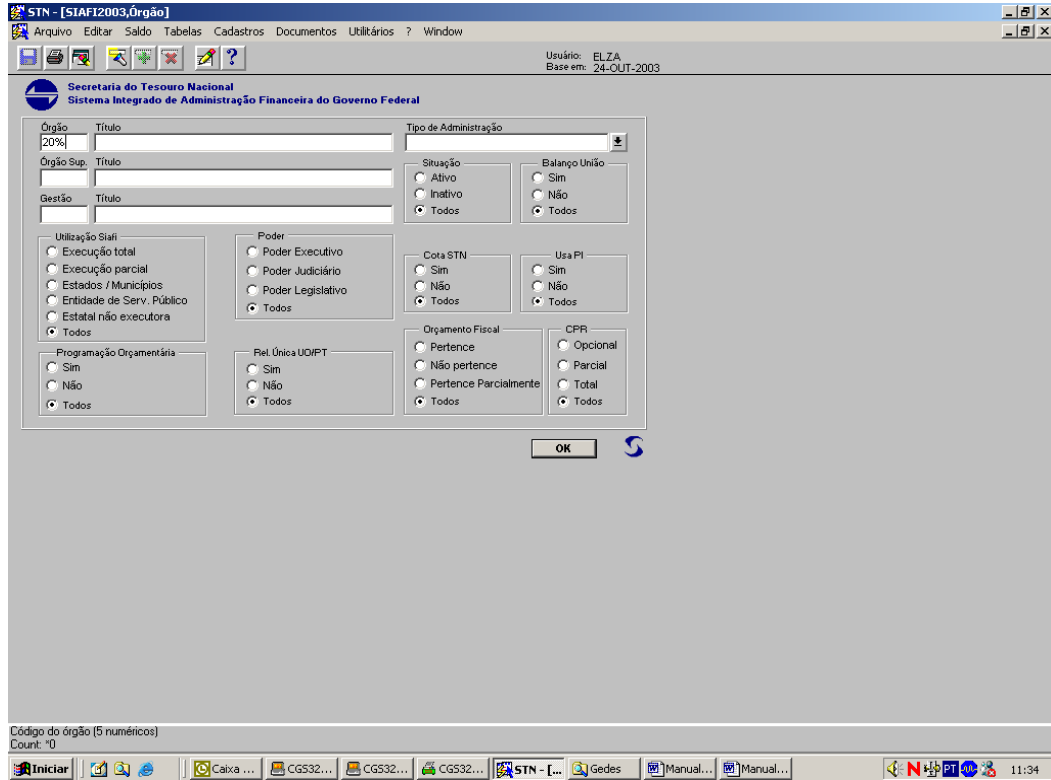 STN - [SIAFI2003,Órgão]
Arquivo Editar Saldo Tabelas Cadastros Documentos Utilitários ? Window
Usuário: ELZA
Base em: 24-OUT-2003
Secretaria do Tesouro Nacional
Sistema Integrado de Administração Financeira do Governo Federal
Órgão Título Tipo de Administração
20%
Órgão Sup. Título
Gestão Título
Situação
Ativo
Inativo
Todos
Balanço União
Sim
Não
Todos
Utilização Siafi
Execução total
Execução parcial
Estados / Municípios
Entidade de Serv. Público
Estatal não executora
Todos
Poder
Poder Executivo
Poder Judiciário
Poder Legislativo
Todos
Cota STN
Sim
Não
Todos
Usa PI
Sim
Não
Todos
Programação Orçamentária
Sim
Não
Todos
Rel. Única UO/PT
Sim
Não
Todos
Orçamento Fiscal
Pertence
Não pertence
Pertence Parcialmente
Todos
CPR
Opcional
Parcial
Total
Todos
OK
Código do órgão (5 numéricos)
Count: *0
Iniciar Caixa ... CGS32... CGS32... CGS32... STN - [... Gedes Manual... Manual... N PT 11:34